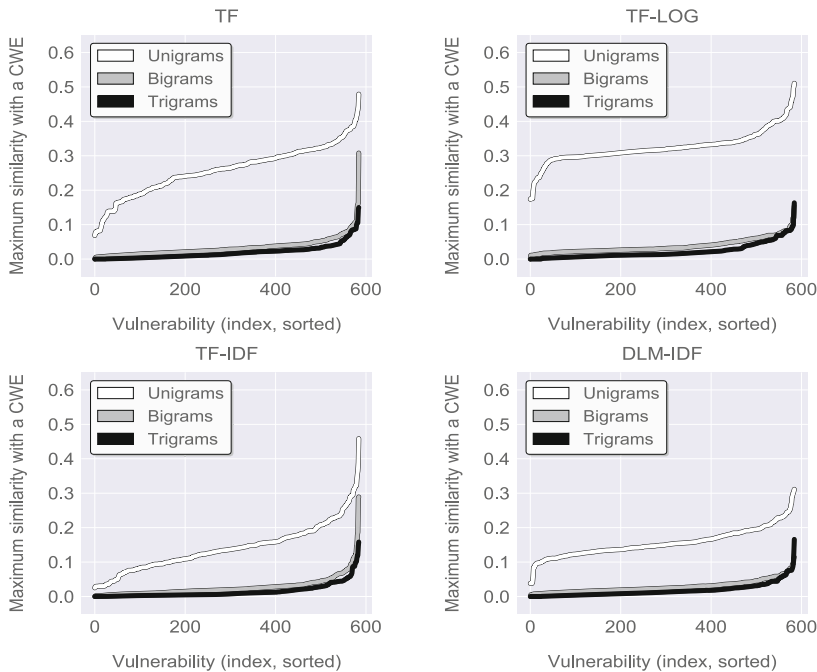 TF
Maximum similarity with a CWE
0.6
0.5
0.4
0.3
0.2
0.1
0.0
Unigrams
Bigrams
Trigrams
0 200 400 600
Vulnerability (index, sorted)
TF-LOG
Maximum similarity with a CWE
0.6
0.5
0.4
0.3
0.2
0.1
0.0
Unigrams
Bigrams
Trigrams
0 200 400 600
Vulnerability (index, sorted)
TF-IDF
Maximum similarity with a CWE
0.6
0.5
0.4
0.3
0.2
0.1
0.0
Unigrams
Bigrams
Trigrams
0 200 400 600
Vulnerability (index, sorted)
DLM-IDF
Maximum similarity with a CWE
0.6
0.5
0.4
0.3
0.2
0.1
0.0
Unigrams
Bigrams
Trigrams
0 200 400 600
Vulnerability (index, sorted)